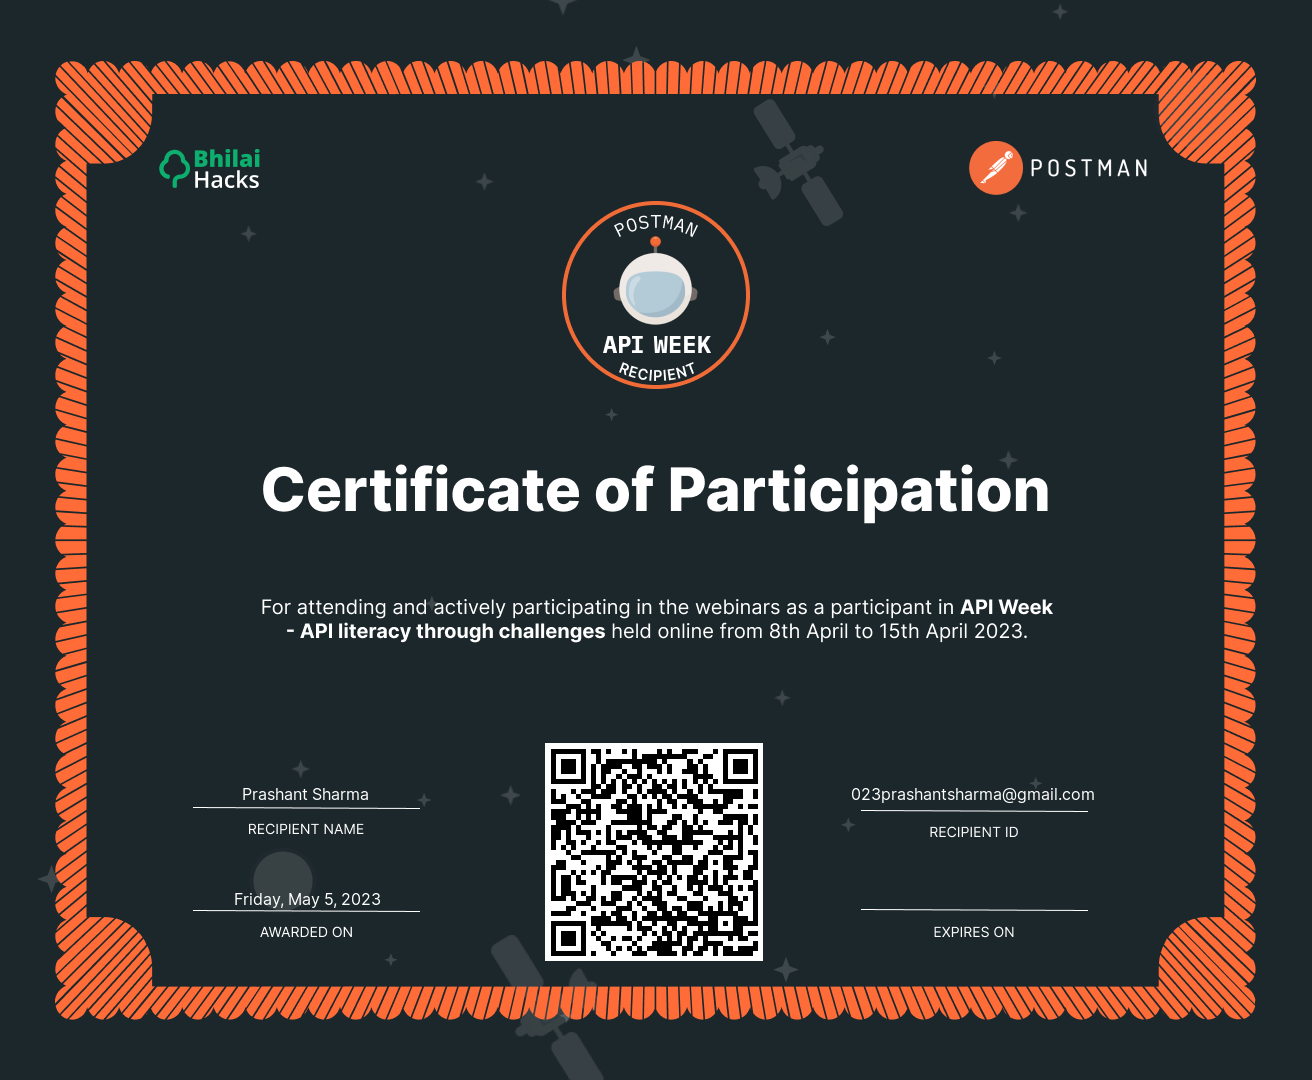 Bhilai
Hacks
POSTMAN
POSTMAN
API WEEK
RECIPIENT
Certificate of Participation
For attending and actively participating in the webinars as a participant in API Week
- API literacy through challenges held online from 8th April to 15th April 2023.
Prashant Sharma
RECIPIENT NAME
023prashantsharma@gmail.com
RECIPIENT ID
Friday, May 5, 2023
AWARDED ON
EXPIRES ON